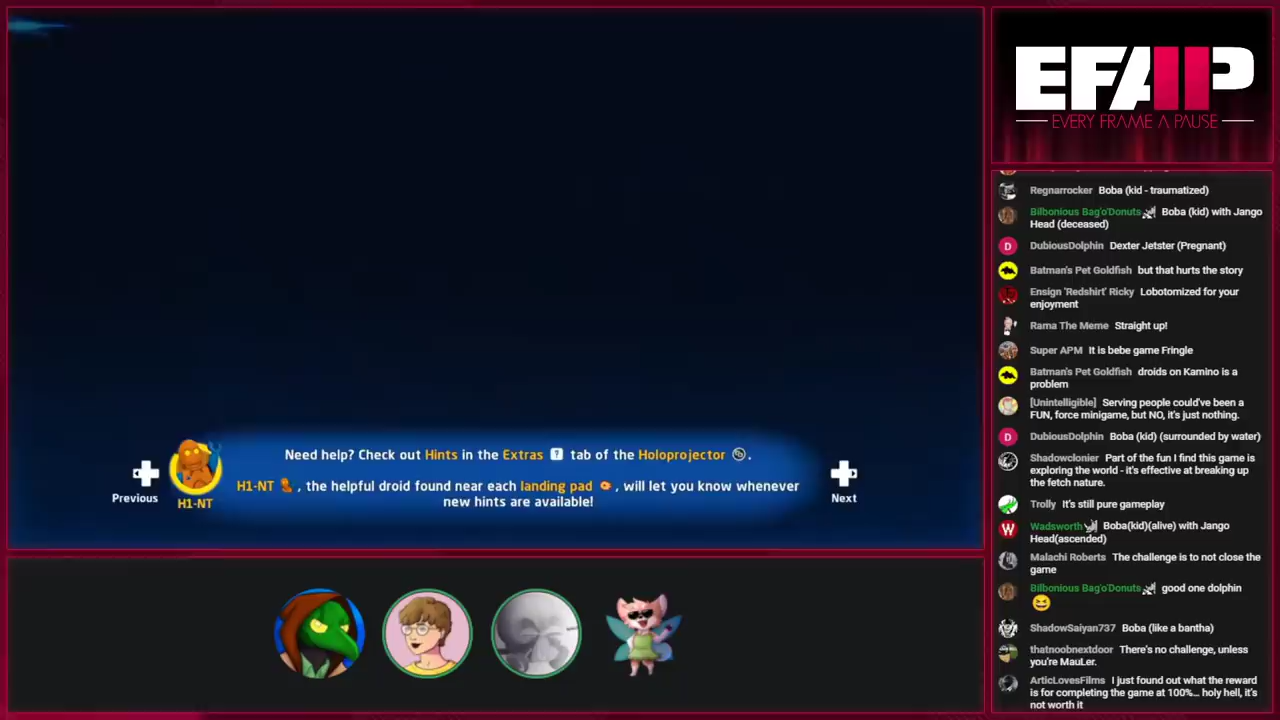 EFAP
EVERY FRAME A PAUSE
Regnarrocker Boba (kid - traumatized)
Bilbonious Bag'o'Donuts Boba (kid) with Jango
Head (deceased)
DubiousDolphin Dexter Jetster (Pregnant)
Batman's Pet Goldfish but that hurts the story
Ensign 'Redshirt' Ricky Lobotomized for your
enjoyment
Rama The Meme Straight up!
Super APM It is bebe game Fringle
Batman's Pet Goldfish droids on Kamino is a
problem
[Unintelligible] Serving people could've been a
FUN, force minigame, but NO, it's just nothing.
DubiousDolphin Boba (kid) (surrounded by water)
Shadowclonier Part of the fun I find this game is
exploring the world - it's effective at breaking up
the fetch nature.
Trolly It's still pure gameplay
Wadsworth Boba(kid)(alive) with Jango
Head(ascended)
Malachi Roberts The challenge is to not close the
game
Bilbonious Bag'o'Donuts good one dolphin
ShadowSaiyan737 Boba (like a bantha)
thatnoobnextdoor There's no challenge, unless
you're MauLer.
ArticLovesFilms I just found out what the reward
is for completing the game at 100%... holy hell, it's
not worth it
Need help? Check out Hints in the Extras ? tab of the Holoprojector .
H1-NT , the helpful droid found near each landing pad , will let you know whenever
new hints are available!
Previous
H1-NT
Next
D
D
W